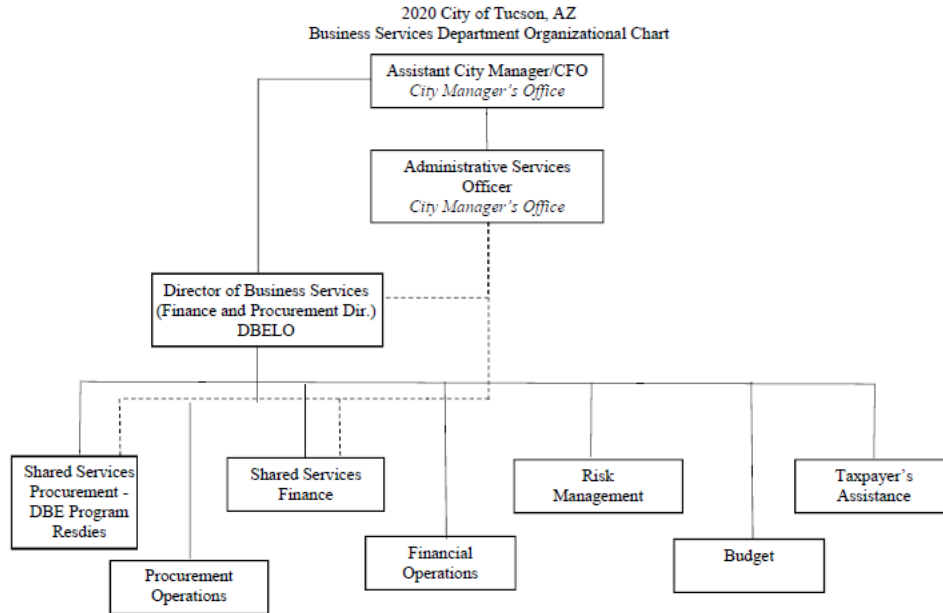 2020 City of Tucson, AZ
Business Services Department Organizational Chart
Assistant City Manager/CFO
City Manager's Office
Administrative Services
Officer
City Manager's Office
Director of Business Services
(Finance and Procurement Dir.)
DBELO
Shared Services
Procurement -
DBE Program
Resdies
Shared Services
Finance
Risk
Management
Taxpayer's
Assistance
Procurement
Operations
Financial
Operations
Budget